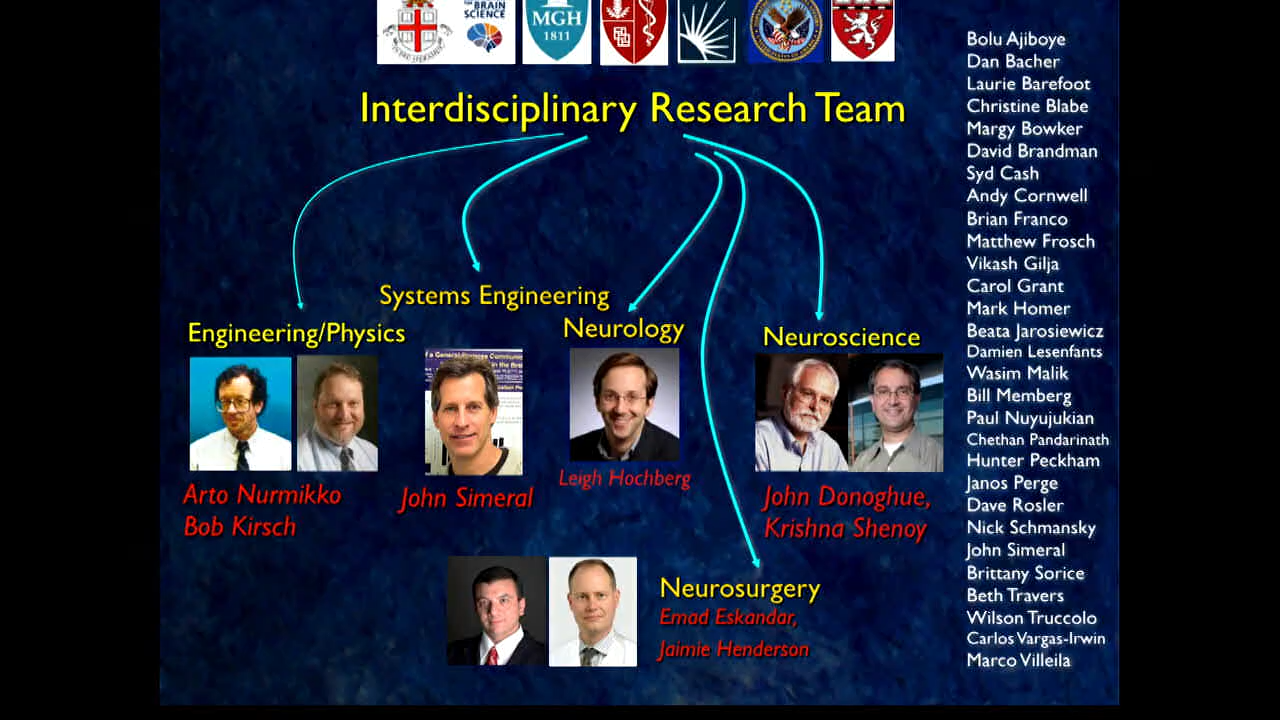 BRAIN
SCIENCE
MGH
1811
Interdisciplinary Research Team
Systems Engineering
Neurology
Engineering/Physics
Neuroscience
Leigh Hochberg
Arto Nurmikko
Bob Kirsch
John Simeral
John Donoghue,
Krishna Shenoy
Neurosurgery
Emad Eskandar,
Jaimie Henderson
Bolu Ajiboye
Dan Bacher
Laurie Barefoot
Christine Blabe
Margy Bowker
David Brandman
Syd Cash
Andy Cornwell
Brian Franco
Matthew Frosch
Vikash Gilja
Carol Grant
Mark Homer
Beata Jarosiewicz
Damien Lesenfants
Wasim Malik
Bill Memberg
Paul Nuyujukian
Chethan Pandarinath
Hunter Peckham
Janos Perge
Dave Rosler
Nick Schmansky
John Simeral
Brittany Sorice
Beth Travers
Wilson Truccolo
Carlos Vargas-Irwin
Marco Villeila